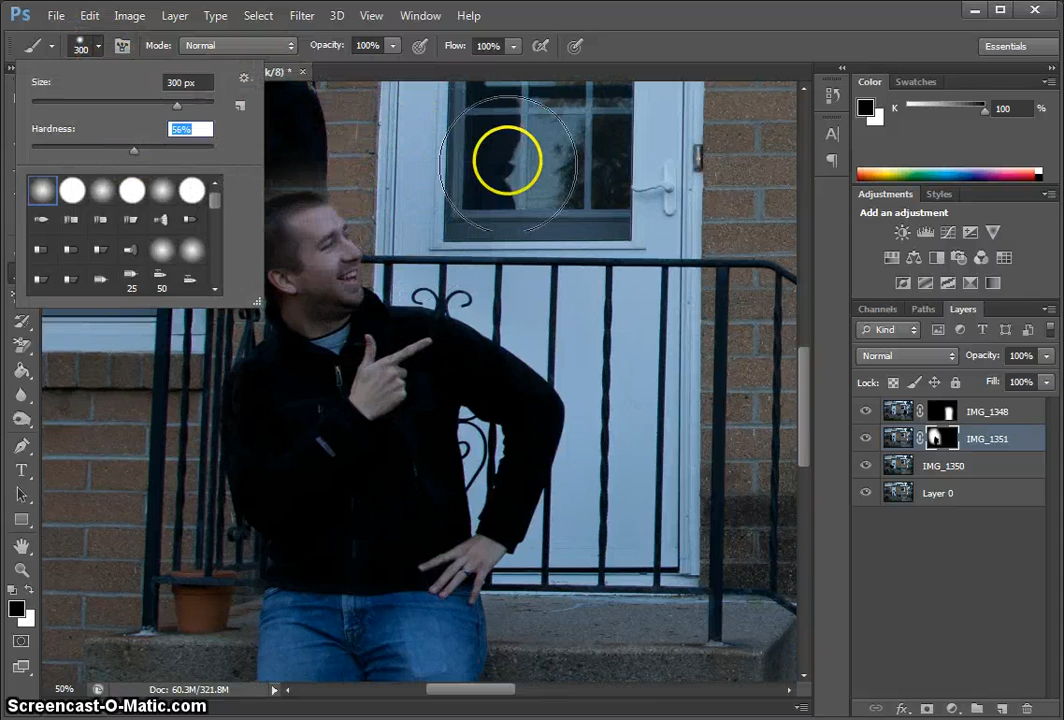 Ps File Edit Image Layer Type Select Filter 3D View Window Help
300 Mode: Normal Opacity: 100% Flow: 100% Essentials
Size: 300 px
k/8) * ×
Color Swatches
K 100 %
Hardness: 56%
25 50
Adjustments Styles
Add an adjustment
Channels Paths Layers
Kind
Normal Opacity: 100%
Lock: Fill: 100%
IMG_1348
IMG_1351
IMG_1350
Layer 0
50% Doc: 60.3M/321.8M
Screencast-O-Matic.com